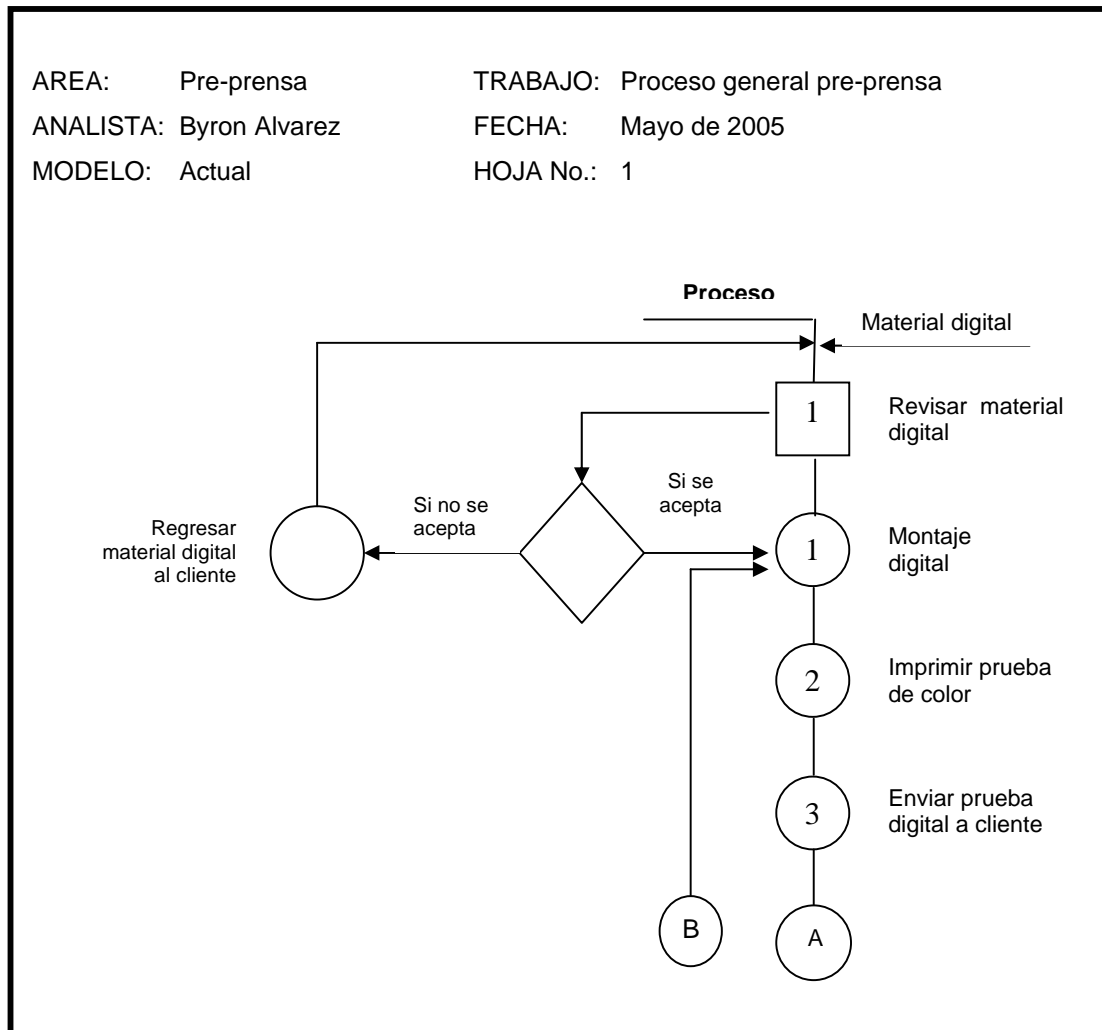 AREA: Pre-prensa TRABAJO: Proceso general pre-prensa
ANALISTA: Byron Alvarez FECHA: Mayo de 2005
MODELO: Actual HOJA No.: 1
Proceso
Material digital
1
Revisar material
digital
Si se
acepta
Si no se
acepta
Regresar
material digital
al cliente
1
Montaje
digital
2
Imprimir prueba
de color
3
Enviar prueba
digital a cliente
B
A